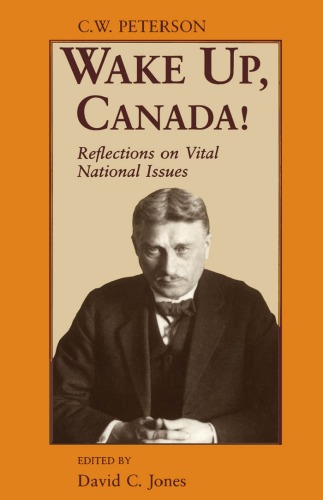 C.W. PETERSON
WAKE UP,
CANADA!
Reflections on Vital
National Issues
EDITED BY
David C. Jones